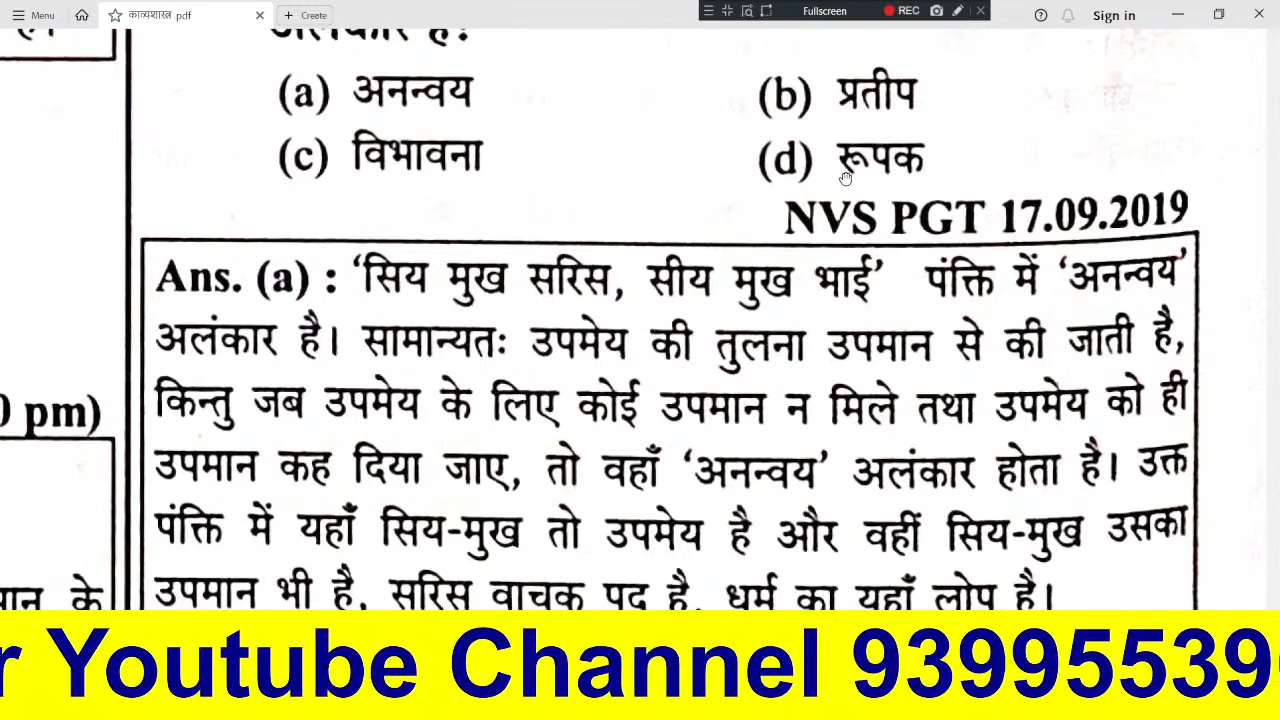 Menu
काव्यशास्त्र .pdf
Create
Fullscreen
REC
Sign in
अलंकार है?
(a) अनन्वय
(b) प्रतीप
(c) विभावना
(d) रूपक
NVS PGT 17.09.2019
Ans. (a) : ‘सिय मुख सरिस, सीय मुख भाई’ पंक्ति में ‘अनन्वय’
अलंकार है। सामान्यतः उपमेय की तुलना उपमान से की जाती है,
किन्तु जब उपमेय के लिए कोई उपमान न मिले तथा उपमेय को ही
उपमान कह दिया जाए, तो वहाँ ‘अनन्वय’ अलंकार होता है। उक्त
पंक्ति में यहाँ सिय-मुख तो उपमेय है और वहीं सिय-मुख उसका
उपमान भी है, सरिस वाचक पद है, धर्म का यहाँ लोप है।
है।
pm)
के
Youtube Channel 93995539